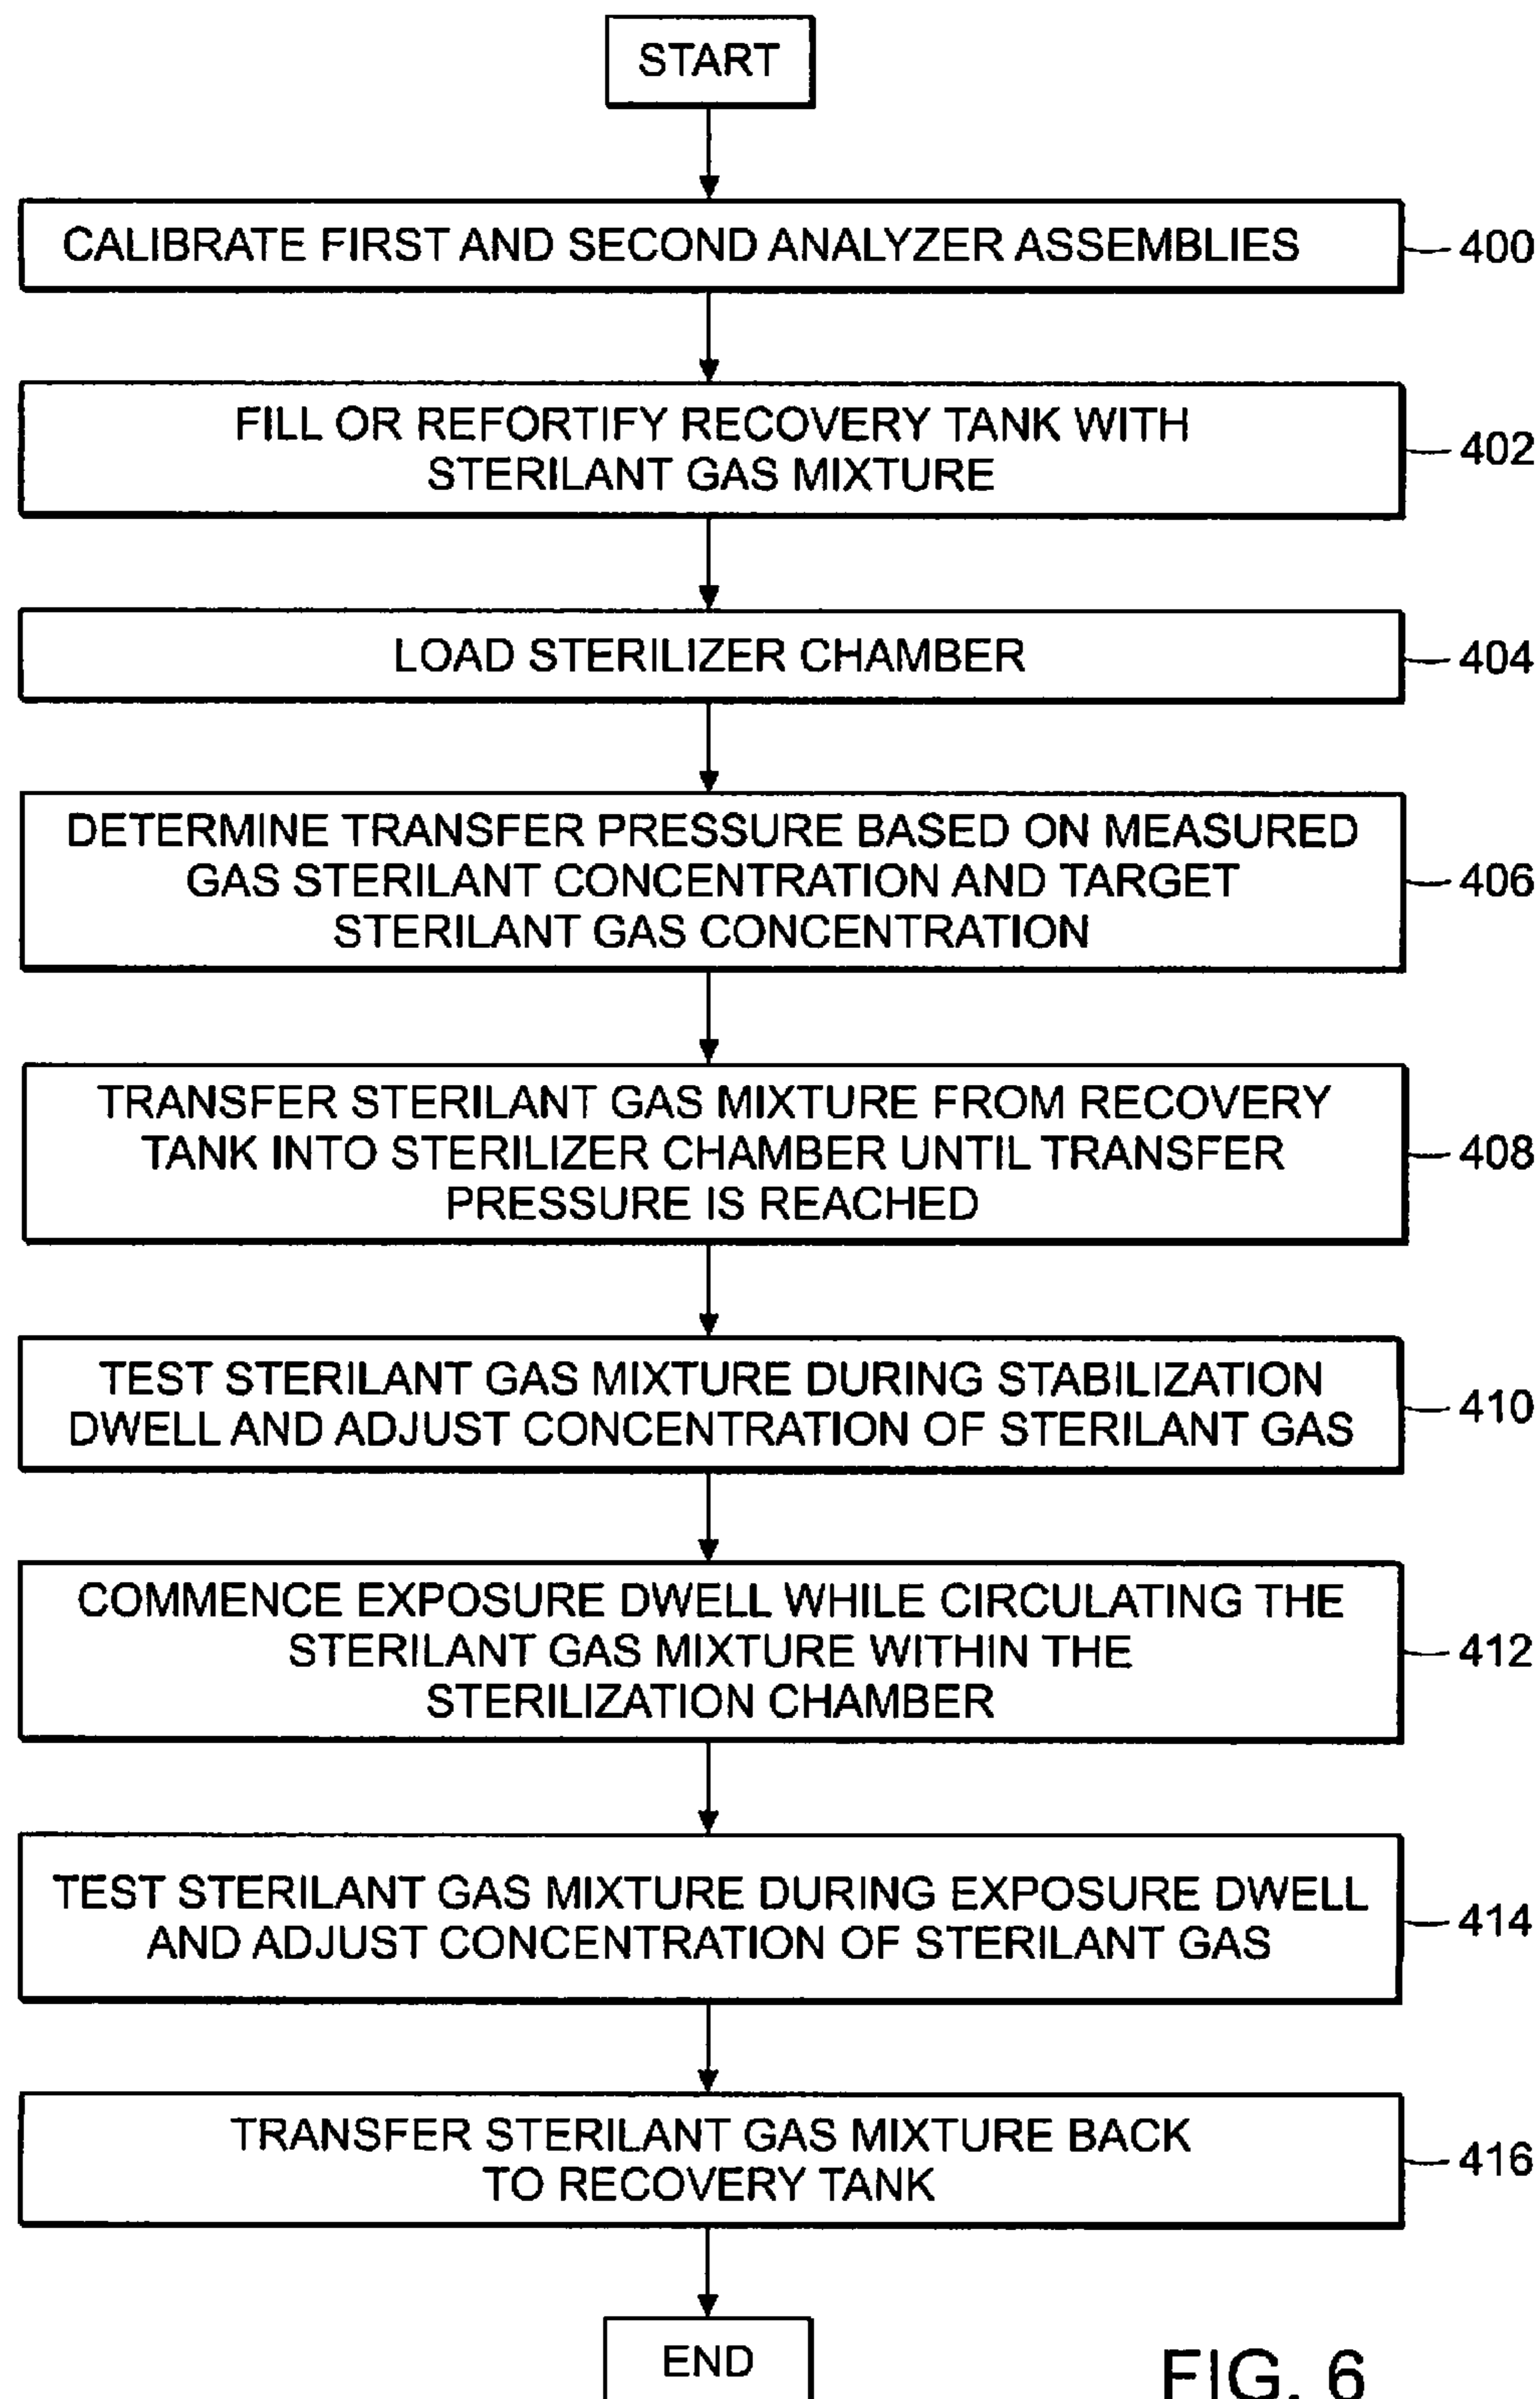 START
CALIBRATE FIRST AND SECOND ANALYZER ASSEMBLIES
400
FILL OR REFORTIFY RECOVERY TANK WITH
STERILANT GAS MIXTURE
402
LOAD STERILIZER CHAMBER
404
DETERMINE TRANSFER PRESSURE BASED ON MEASURED
GAS STERILANT CONCENTRATION AND TARGET
STERILANT GAS CONCENTRATION
406
TRANSFER STERILANT GAS MIXTURE FROM RECOVERY
TANK INTO STERILIZER CHAMBER UNTIL TRANSFER
PRESSURE IS REACHED
408
TEST STERILANT GAS MIXTURE DURING STABILIZATION
DWELL AND ADJUST CONCENTRATION OF STERILANT GAS
410
COMMENCE EXPOSURE DWELL WHILE CIRCULATING THE
STERILANT GAS MIXTURE WITHIN THE
STERILIZATION CHAMBER
412
TEST STERILANT GAS MIXTURE DURING EXPOSURE DWELL
AND ADJUST CONCENTRATION OF STERILANT GAS
414
TRANSFER STERILANT GAS MIXTURE BACK
TO RECOVERY TANK
416
END
FIG. 6